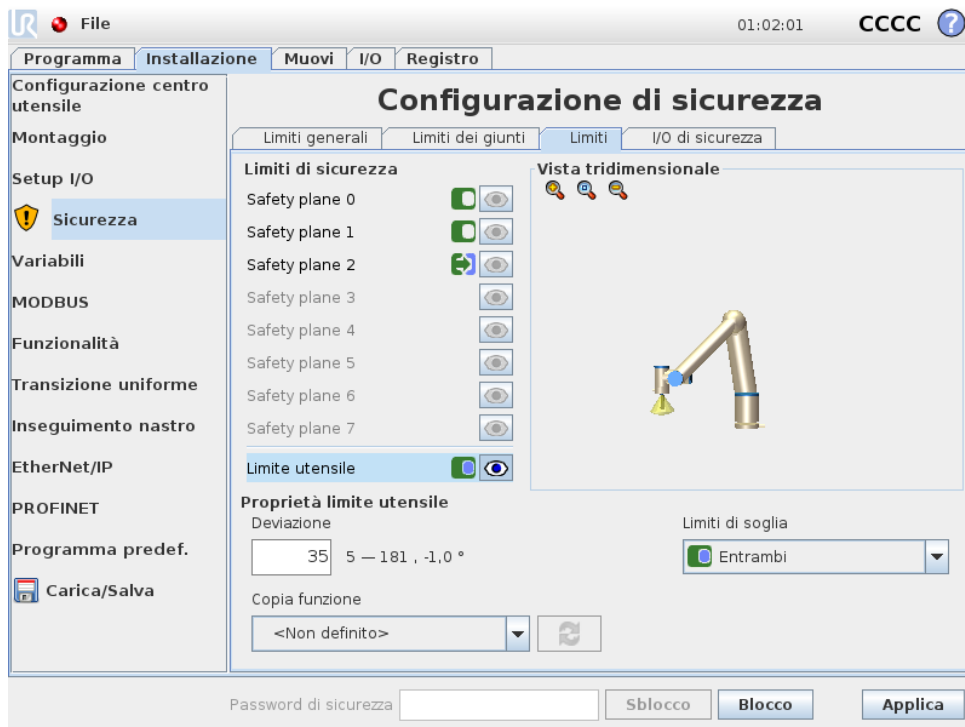 UR File 01:02:01 CCCC ?
Programma Installazione Muovi I/O Registro
Configurazione centro
utensile
Montaggio
Setup I/O
Sicurezza
Variabili
MODBUS
Funzionalità
Transizione uniforme
Inseguimento nastro
EtherNet/IP
PROFINET
Programma predef.
Carica/Salva
Configurazione di sicurezza
Limiti generali Limiti dei giunti Limiti I/O di sicurezza
Limiti di sicurezza
Safety plane 0
Safety plane 1
Safety plane 2
Safety plane 3
Safety plane 4
Safety plane 5
Safety plane 6
Safety plane 7
Limite utensile
Vista tridimensionale
Proprietà limite utensile
Deviazione
35 5 — 181 , -1,0 °
Limiti di soglia
Entrambi
Copia funzione
<Non definito>
Password di sicurezza Sblocco Blocco Applica